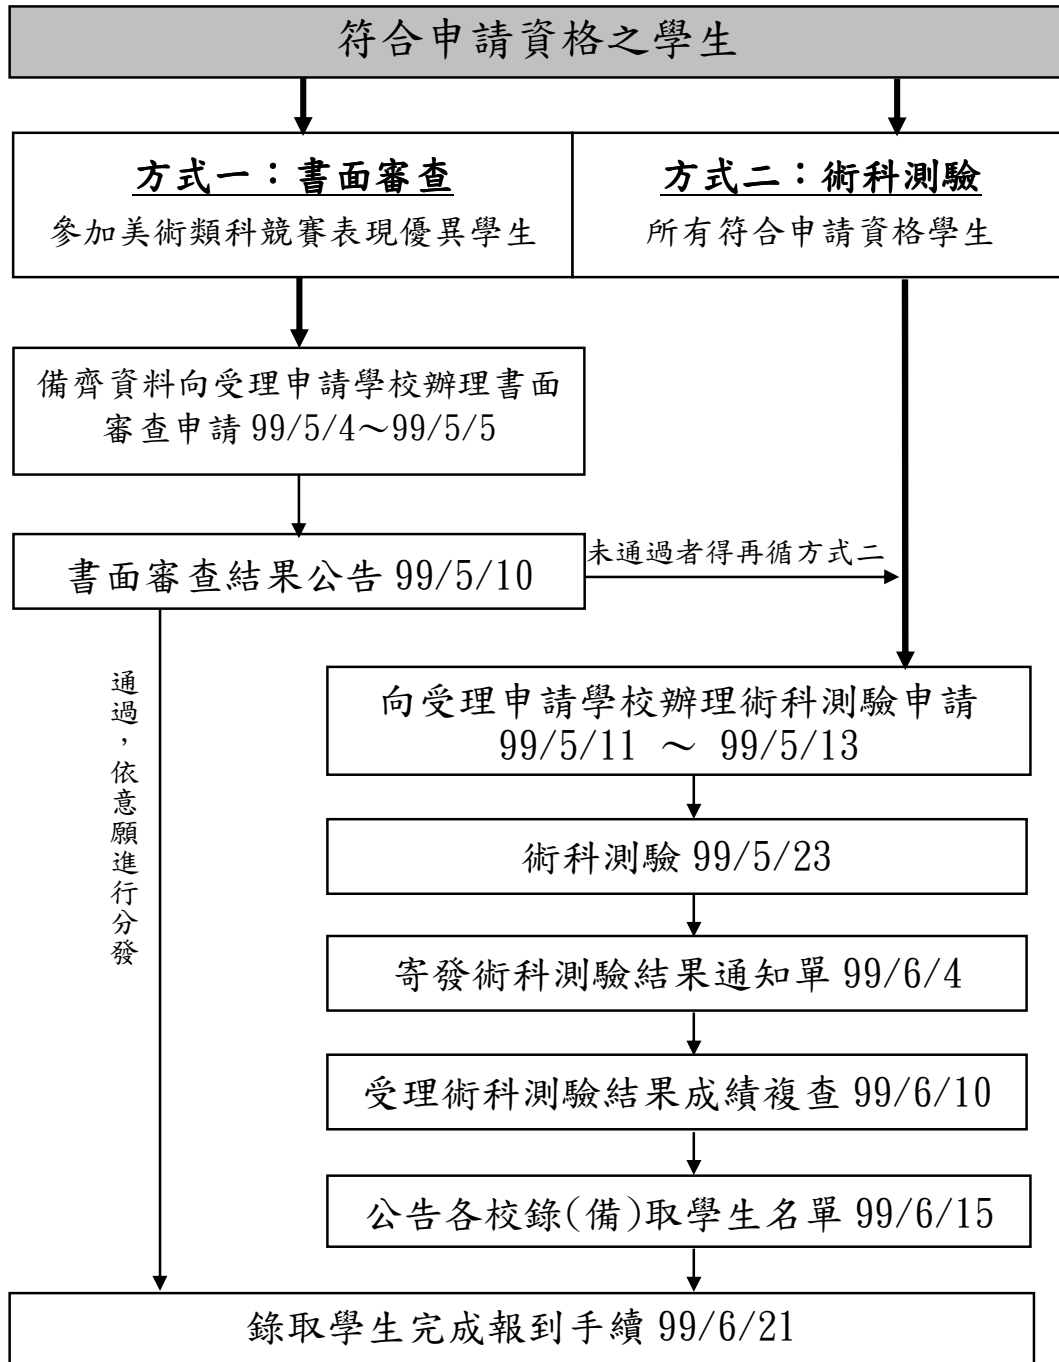 符合申請資格之學生
方式一：書面審查
參加美術類科競賽表現優異學生
方式二：術科測驗
所有符合申請資格學生
備齊資料向受理申請學校辦理書面
審查申請 99/5/4～99/5/5
書面審查結果公告 99/5/10
未通過者得再循方式二
通過，依意願進行分發
向受理申請學校辦理術科測驗申請
99/5/11 ～ 99/5/13
術科測驗 99/5/23
寄發術科測驗結果通知單 99/6/4
受理術科測驗結果成績複查 99/6/10
公告各校錄(備)取學生名單 99/6/15
錄取學生完成報到手續 99/6/21